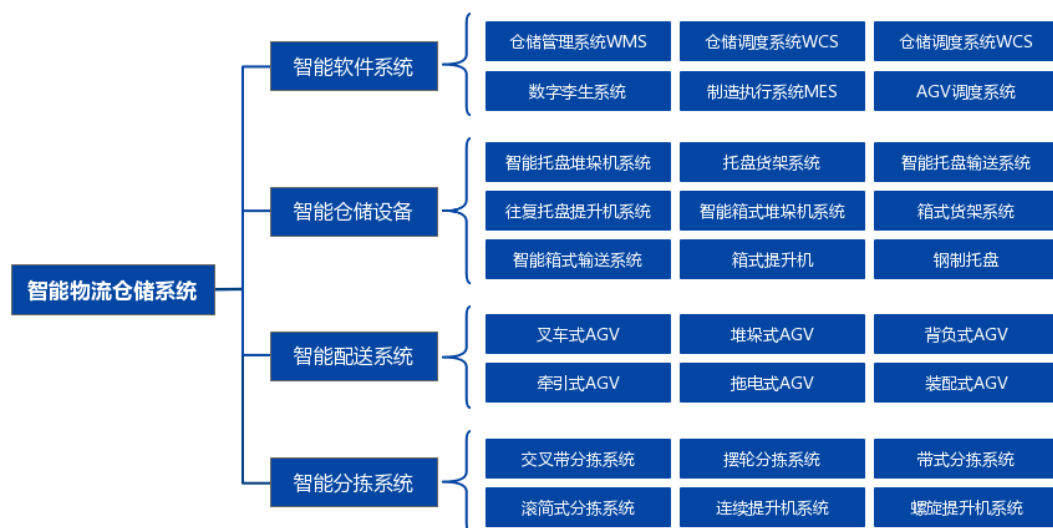 智能物流仓储系统
智能软件系统
仓储管理系统WMS
仓储调度系统WCS
仓储调度系统WCS
数字李生系统
制造执行系统MES
AGV调度系统
智能仓储设备
智能托盘堆垛机系统
托盘货架系统
智能托盘输送系统
往复托盘提升机系统
智能箱式堆垛机系统
箱式货架系统
智能箱式输送系统
箱式提升机
钢制托盘
智能配送系统
叉车式AGV
堆垛式AGV
背负式AGV
牵引式AGV
拖电式AGV
装配式AGV
智能分拣系统
交叉带分拣系统
摆轮分拣系统
带式分拣系统
滚简式分拣系统
连续提升机系统
螺旋提升机系统